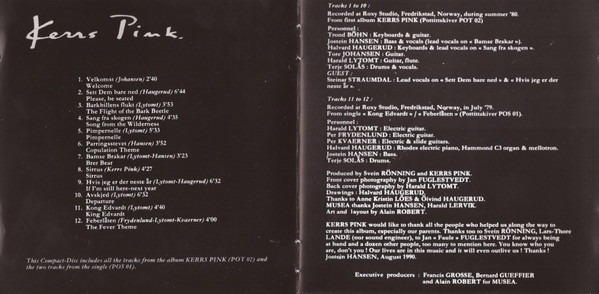 Kerrs Pink.
1. Velkomst (Johansen) 2'40
Welcome
2. Sett Dem bare ned (Haugerud) 6'44
Please, be seated
3. Barkbillens flukt (Lytomt) 3'53
The Flight of the Bark Beetle
4. Sang fra skogen (Haugerud) 4'35
Song from the Wilderness
5. Pimpernelle (Lytomt) 5'33
Pimpernelle
6. Parringsstevs (Hansen) 3'52
Copulation Theme
7. Bamse Brakar (Lytomt-Hansen) 3'23
Brer Bear
8. Sirrus (Kerrs Pink) 4'27
Sirrus
9. Hvis jeg er der neste år (Lytomt-Haugerud) 6'32
If I'm still here-next year
10. Avskjed (Lytomt) 6'52
Departure
11. Kong Edvardt (Lytomt) 4'40
King Edvardt
12. Feberlåten (Frydenlund-Lytomt-Kvaerner) 4'00
The Fever Theme
This Compact-Disc includes all the tracks from the album KERRS PINK (POT 02) and
the two tracks from the single (POS 01).
Tracks 1 to 10 :
Recorded at Roxy Studio, Fredrikstad, Norway, during summer '80.
From first album KERRS PINK (Pottittskiver POT 02)
Personnel :
Trond BÖHN : Keyboards & guitar.
Jostein HANSEN : Bass & vocals (lead vocals on « Bamse Beskar »).
Halvard HAUGERUD : Keyboards & lead vocals on « Sang fra skogen ».
Tore JOHANSEN : Guitar.
Harald LYTOMT : Guitar, flute.
Terje SOLÅS : Drums & vocals.
GUEST :
Steinar STRAUMDAL : Lead vocals on « Sett Dem bare ned » & « Hvis jeg er der
neste år ».
Tracks 11 to 12 :
Recorded at Roxy Studio, Fredrikstad, Norway, in July '79.
From single « Kong Edvardt » / « Feberlåten » (Pottitskiver POS 01).
Personnel :
Harald LYTOMT : Electric guitar.
Per FRYDENLUND : Electric guitar.
Per KVAERNER : Electric & slide guitars.
Halvard HAUGERUD : Rhodes electric piano, Hammond C3 organ & mellotron.
Jostein HANSEN : Bass.
Terje SOLÅS : Drums.
Produced by Svein RÖNNING and KERRS PINK.
Front cover photography by Jan FUGLESTVEDT.
Back cover photography by Harald LYTOMT.
Drawings : Halvard HAUGERUD.
Thanks to Anne Kristin LÖES & Öivind HAUGERUD.
MUSEA thanks Jostein HANSEN, Harald LERVIK.
Art and layout by Alain ROBERT.
KERRS PINK would like to thank all the people who helped us along the way to
create this album, especially our parents. Thanks too to Svein RÖNNING, Lars-Thore
LANDE (our sound engineer), to Jan « Faule » FUGLESTVEDT for always being
at hand and a dozen other people, too many to mention here. You know who you
are, don't you ! Our lives are in this music and it will even outlive us ! Thanks !
Jostein HANSEN, August 1990.
Executive producers : Francis GROSSE, Bernard GUEFFIER
and Alain ROBERT for MUSEA.